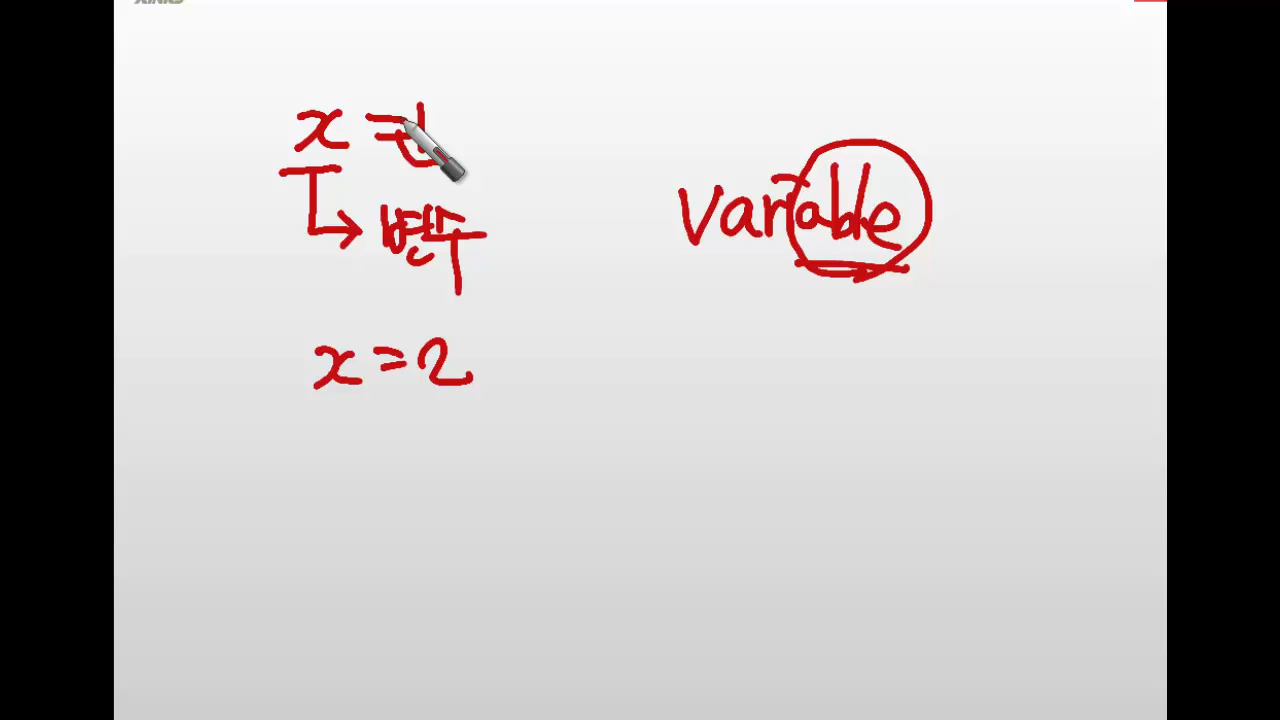 x = 1
변수
x = 2
variable